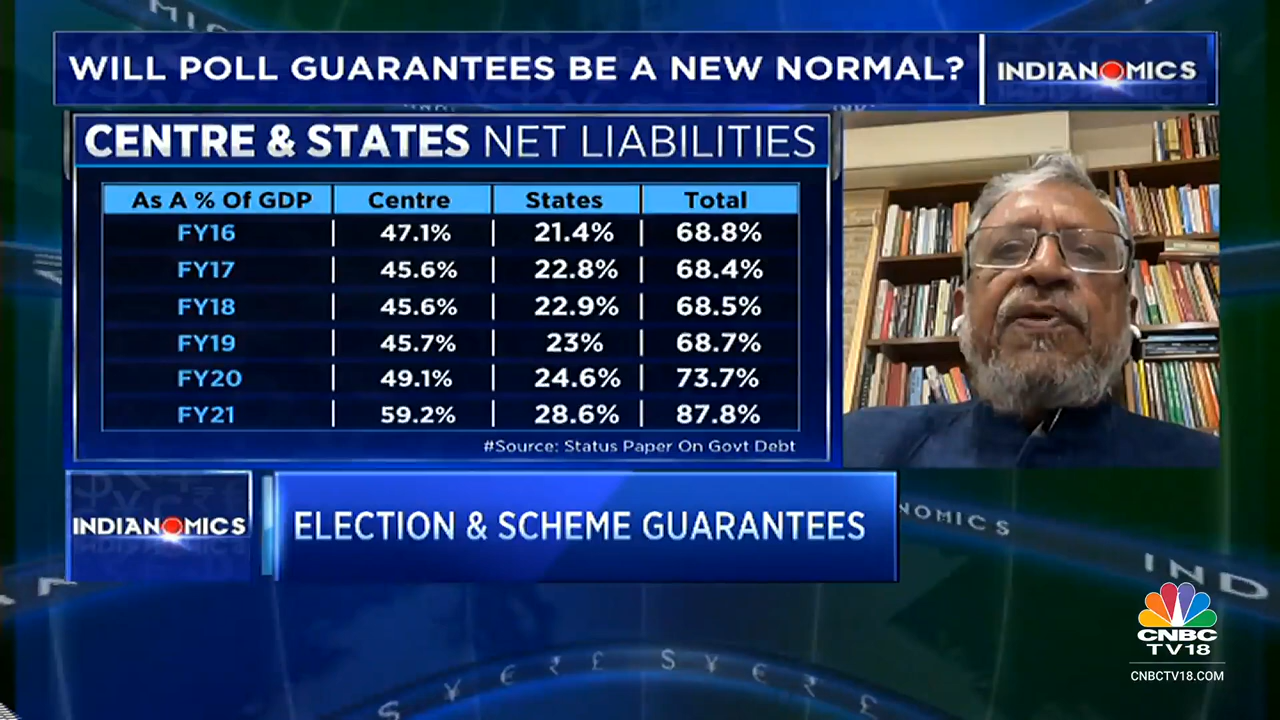 WILL POLL GUARANTEES BE A NEW NORMAL?
INDIANOMICS
CENTRE & STATES NET LIABILITIES
As A % Of GDP Centre States Total
FY16 47.1% 21.4% 68.8%
FY17 45.6% 22.8% 68.4%
FY18 45.6% 22.9% 68.5%
FY19 45.7% 23% 68.7%
FY20 49.1% 24.6% 73.7%
FY21 59.2% 28.6% 87.8%
#Source: Status Paper On Govt Debt
INDIANOMICS
ELECTION & SCHEME GUARANTEES
NOMICS
IND
CNBC
TV18
CNBCTV18.COM